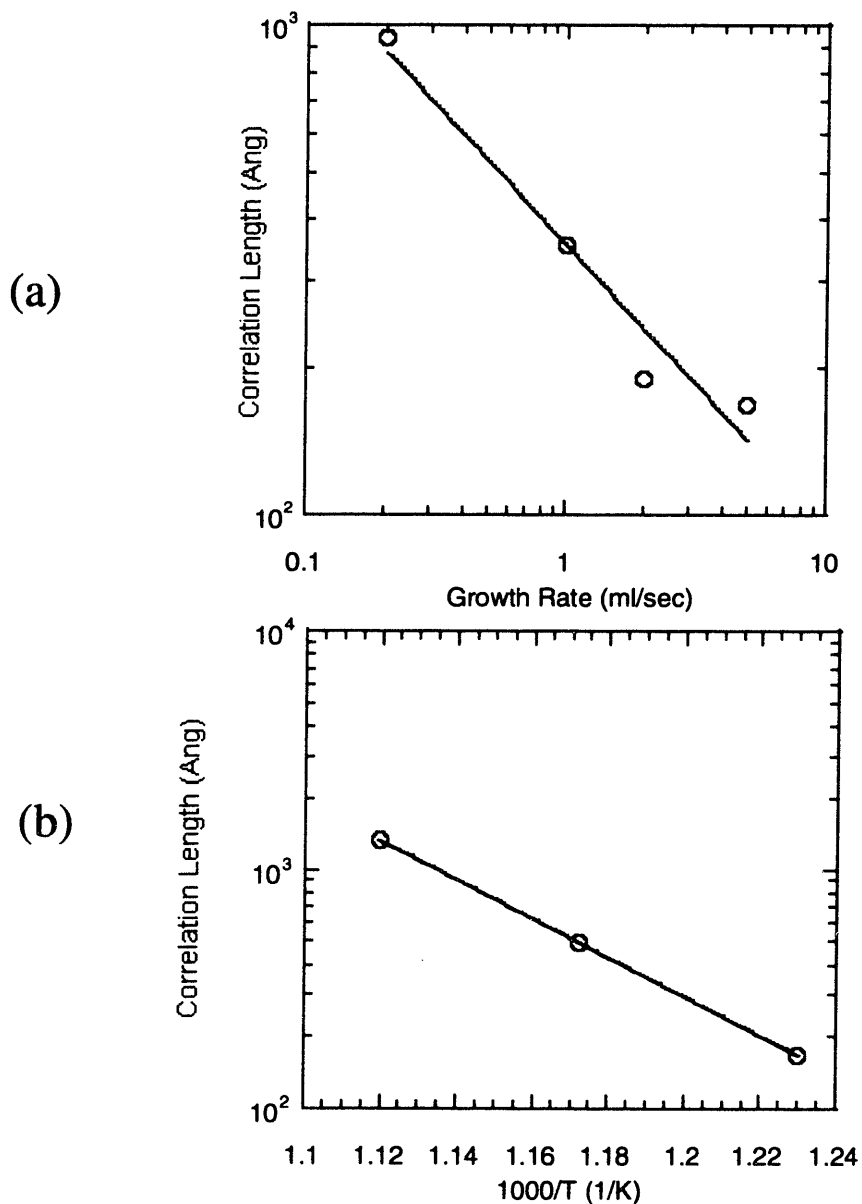 (a)
Correlation Length (Ang)
10³
10²
0.1 1 10
Growth Rate (ml/sec)
(b)
Correlation Length (Ang)
10⁴
10³
10²
1.1 1.12 1.14 1.16 1.18 1.2 1.22 1.24
1000/T (1/K)